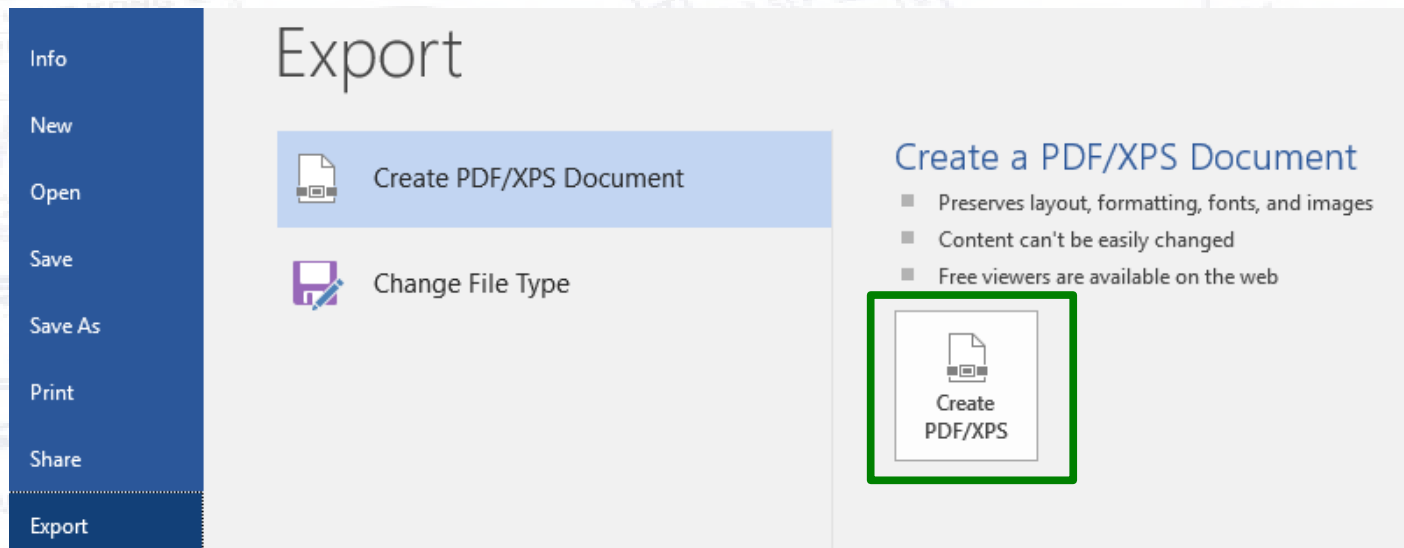 Info
New
Open
Save
Save As
Print
Share
Export
Export
Create PDF/XPS Document
Change File Type
Create a PDF/XPS Document
Preserves layout, formatting, fonts, and images
Content can't be easily changed
Free viewers are available on the web
Create
PDF/XPS